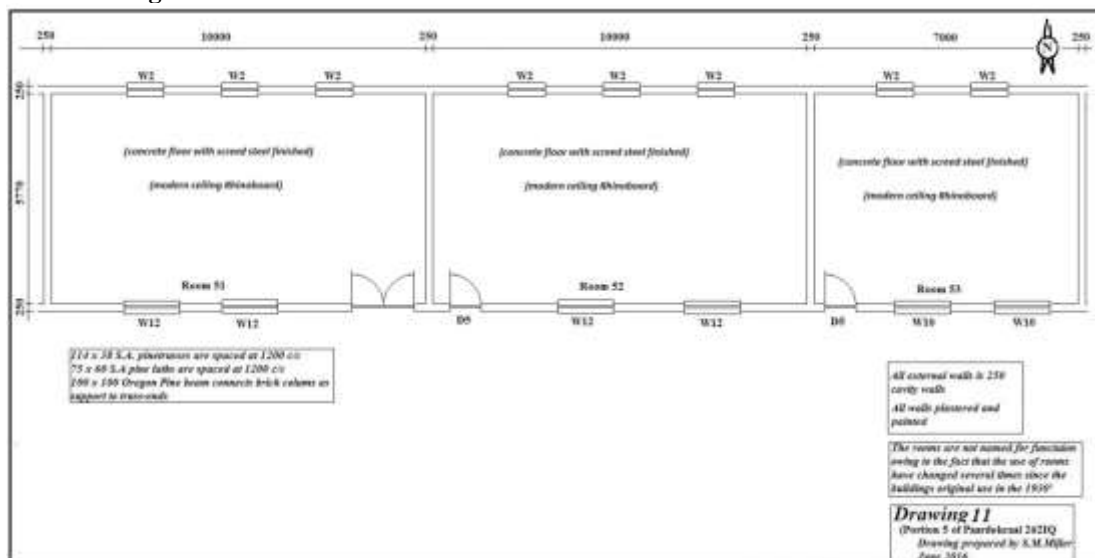 250 10000 250 10000 250 7000 250
N
W2 W2 W2 W2 W2 W2 W2 W2
250
(concrete floor with screed steel finished) (concrete floor with screed steel finished) (concrete floor with screed steel finished)
(modern ceiling Rhinoboard) (modern ceiling Rhinoboard) (modern ceiling Rhinoboard)
5770
Room 51 Room 52 Room 53
250
W12 W12 D5 W12 W12 W10 W10
114 x 38 S.A. pinetrusses are spaced at 1200 c/c
75 x 60 S.A pine laths are spaced at 1200 c/c
100 x 100 Oregon Pine beam connects brick column as
support to truss-ends
All external walls is 250
cavity walls
All walls plastered and
painted
The rooms are not named for function
owing to the fact that the use of rooms
have changed several times since the
buildings original use in the
Drawing 11
(Portion 5 of Paardekraal 262IQ
Drawing prepared by S.M.Miller
June 2016